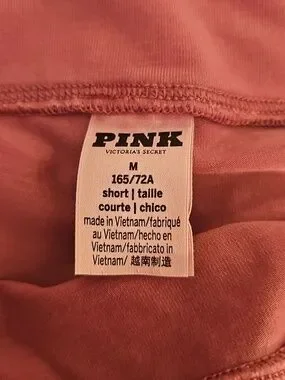 PINK
VICTORIA'S SECRET
M
165/72A
short | taille
courte | chico
made in Vietnam/fabriqué
au Vietnam/hecho en
Vietnam/fabbricato in
Vietnam/ 越南制造